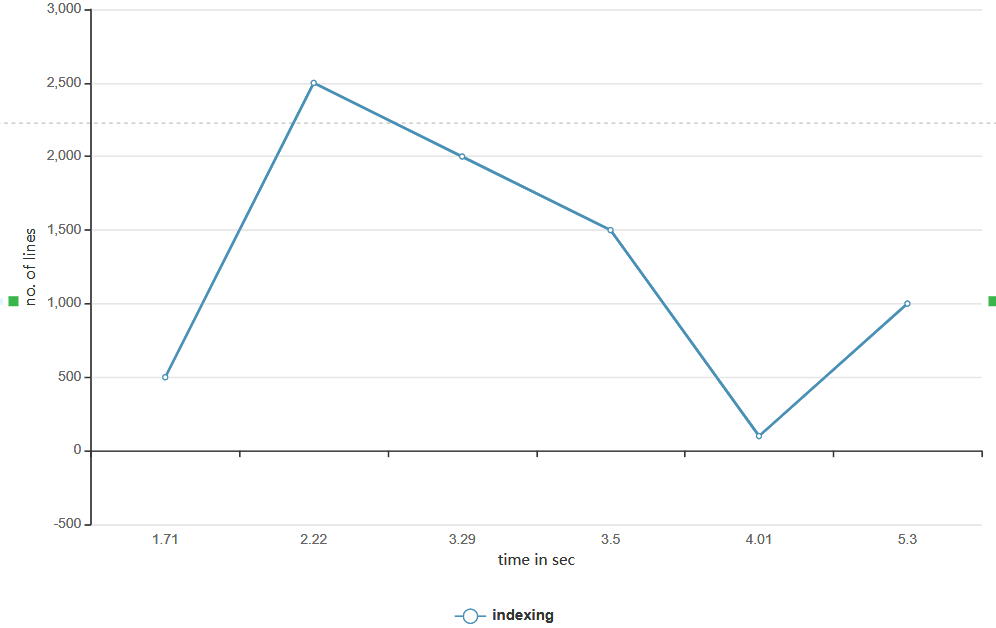 3,000
2,500
2,000
1,500
1,000
500
0
-500
no. of lines
1.71 2.22 3.29 3.5 4.01 5.3
time in sec
indexing